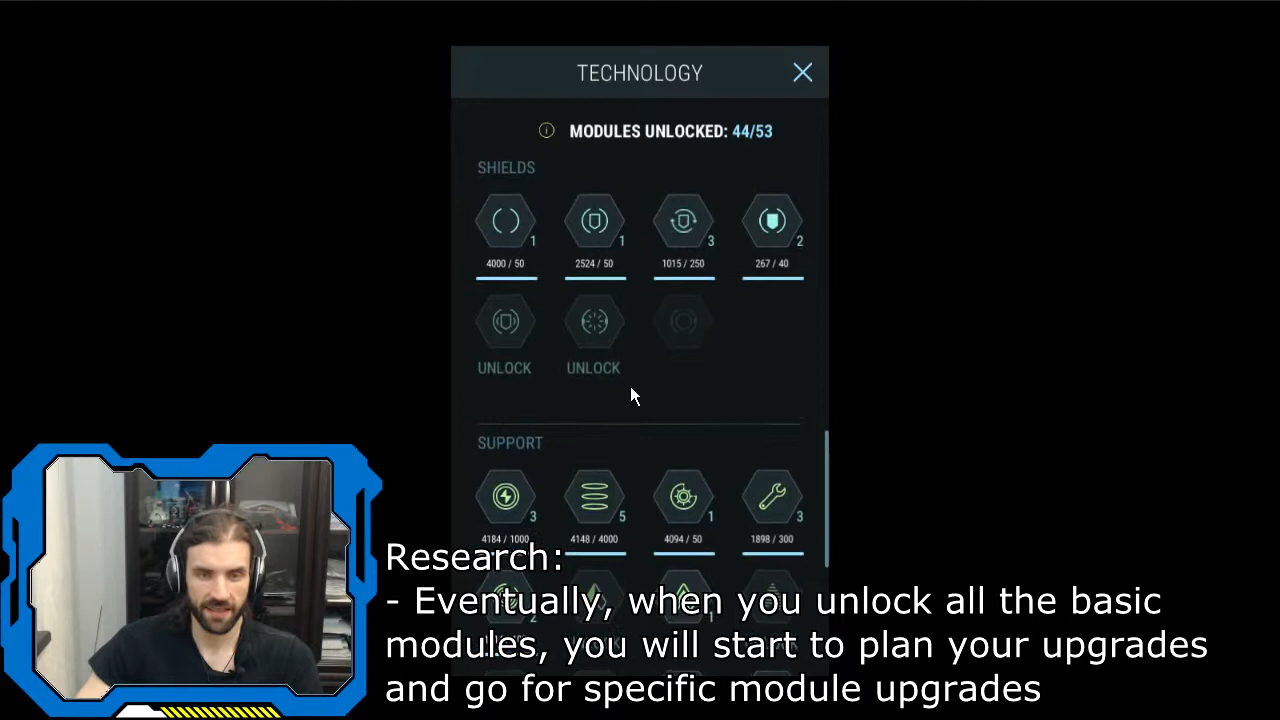 TECHNOLOGY
MODULES UNLOCKED: 44/53
SHIELDS
1 1 3 2
4000 / 50 2524 / 50 1015 / 250 267 / 40
UNLOCK UNLOCK
SUPPORT
3 5 1 3
4184 / 1000 4148 / 4000 4094 / 50 1898 / 300
2 1
Research:
- Eventually, when you unlock all the basic
modules, you will start to plan your upgrades
and go for specific module upgrades